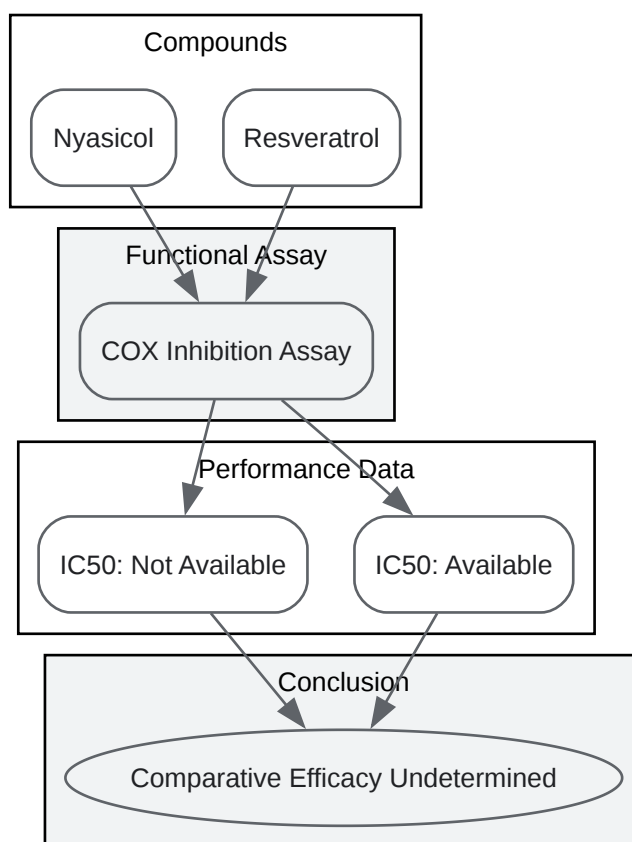 Compounds
Nyasicol
Resveratrol
Functional Assay
COX Inhibition Assay
Performance Data
IC50: Not Available
IC50: Available
Conclusion
Comparative Efficacy Undetermined